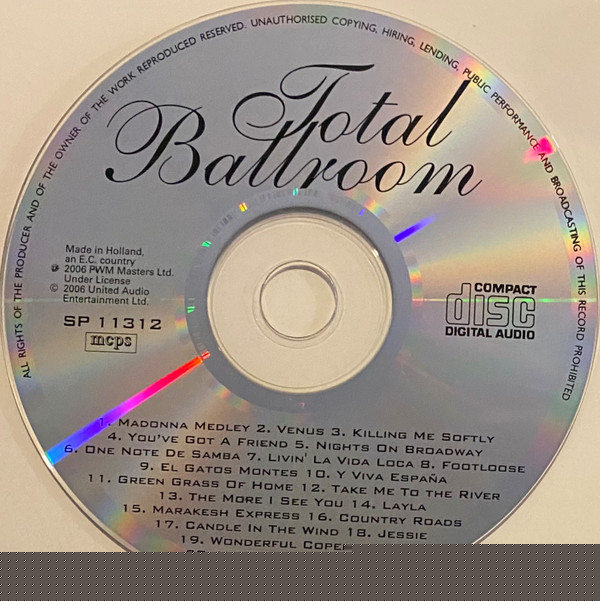 ALL RIGHTS OF THE PRODUCER AND OF THE OWNER OF THE WORK REPRODUCED RESERVED. UNAUTHORISED COPYING, HIRING, LENDING, PUBLIC PERFORMANCE AND BROADCASTING OF THIS RECORD PROHIBITED
Total
Ballroom
Made in Holland,
an E.C. country
℗ 2006 PWM Masters Ltd.
Under License
© 2006 United Audio
Entertainment Ltd.
SP 11312
mcps
COMPACT
disc
DIGITAL AUDIO
1. MADONNA MEDLEY 2. VENUS 3. KILLING ME SOFTLY
4. YOU'VE GOT A FRIEND 5. NIGHTS ON BROADWAY
6. ONE NOTE DE SAMBA 7. LIVIN' LA VIDA LOCA 8. FOOTLOOSE
9. EL GATOS MONTES 10. Y VIVA ESPAÑA
11. GREEN GRASS OF HOME 12. TAKE ME TO THE RIVER
13. THE MORE I SEE YOU 14. LAYLA
15. MARAKESH EXPRESS 16. COUNTRY ROADS
17. CANDLE IN THE WIND 18. JESSIE
19. WONDERFUL